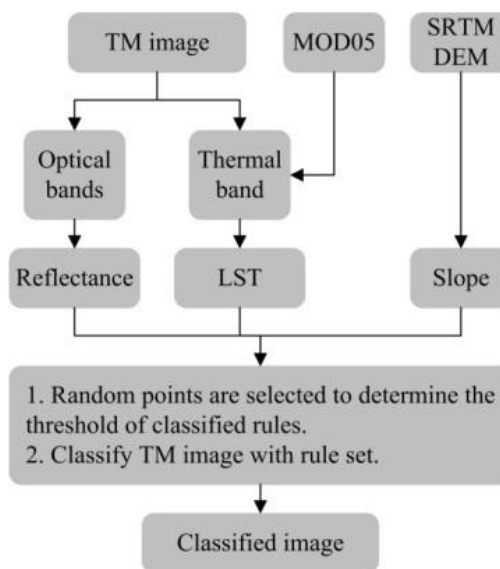 TM image
MOD05
SRTM
DEM
Optical
bands
Thermal
band
Reflectance
LST
Slope
1. Random points are selected to determine the
threshold of classified rules.
2. Classify TM image with rule set.
Classified image